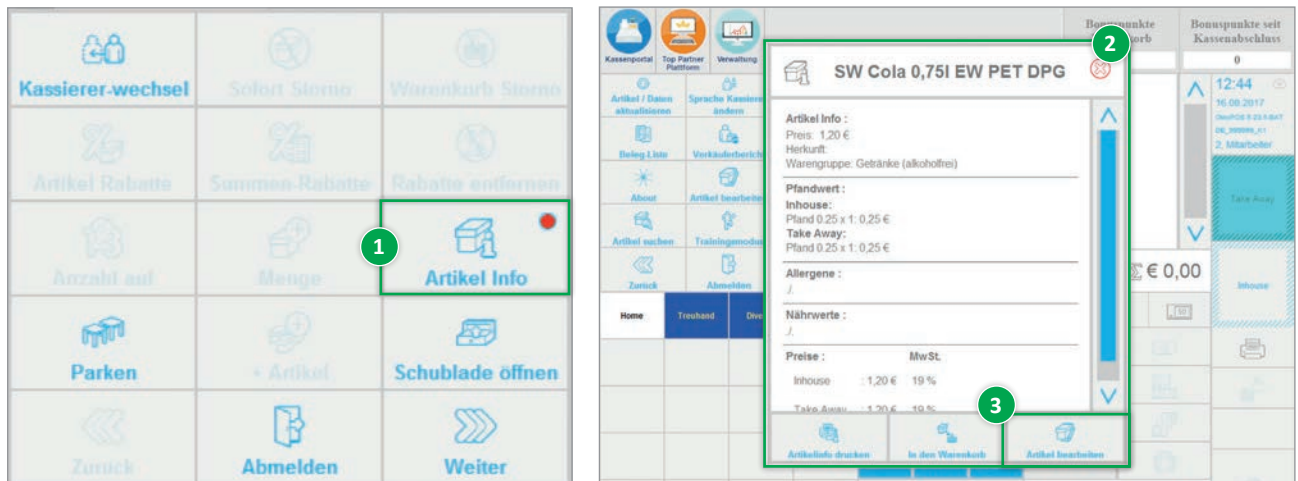 Kassierer-wechsel
Sofort Storno
Warenkorb Storno
Artikel Rabatte
Summen-Rabatte
Rabatte entfernen
1
Anzahl auf
Menge
Artikel Info
Parken
+ Artikel
Schublade öffnen
Zurück
Abmelden
Weiter
Kassenportal
Top Partner
Plattform
Verwaltung
Bonuspunkte
Bonuspunkte seit
Kassenabschluss
0
2
Artikel / Daten
aktualisieren
Sprache Kassierer
ändern
Beleg Liste
Verkäuferbericht
About
Artikel bearbeiten
Artikel suchen
Trainingsmodus
Zurück
Abmelden
Home
Treuhand
SW Cola 0,75l EW PET DPG
Artikel Info :
Preis: 1,20 €
Herkunft:
Warengruppe: Getränke (alkoholfrei)
Pfandwert :
Inhouse:
Pfand 0.25 x 1: 0,25 €
Take Away:
Pfand 0.25 x 1: 0,25 €
Allergene :
./.
Nährwerte :
./.
Preise : MwSt.
Inhouse : 1,20 € 19 %
Take Away : 1,20 € 19 %
3
Artikelinfo drucken
In den Warenkorb
Artikel bearbeiten
12:44
16.08.2017
2, Mitarbeiter
Take Away
€ 0,00
Inhouse